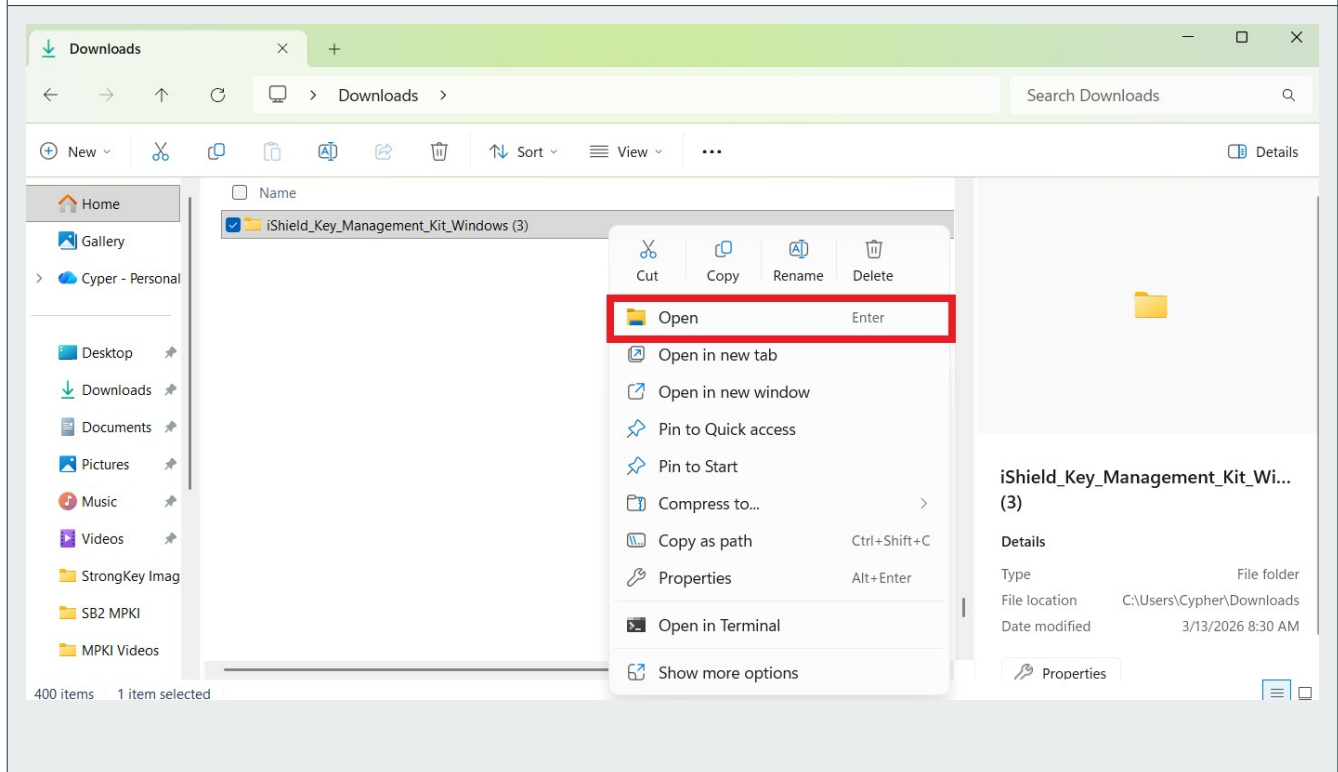 Downloads
Downloads
Search Downloads
New
Sort
View
Details
Name
Home
Gallery
Cyper - Personal
Desktop
Downloads
Documents
Pictures
Music
Videos
StrongKey Imag
SB2 MPKI
MPKI Videos
iShield_Key_Management_Kit_Windows (3)
Cut Copy Rename Delete
Open Enter
Open in new tab
Open in new window
Pin to Quick access
Pin to Start
Compress to...
Copy as path Ctrl+Shift+C
Properties Alt+Enter
Open in Terminal
Show more options
iShield_Key_Management_Kit_Wi...
(3)
Details
Type File folder
File location C:\Users\Cypher\Downloads
Date modified 3/13/2026 8:30 AM
Properties
400 items 1 item selected